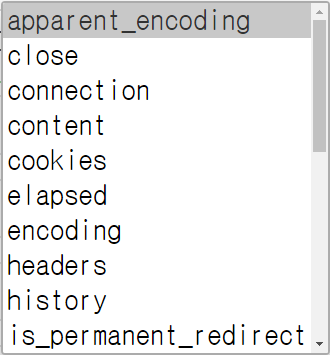 apparent_encoding
close
connection
content
cookies
elapsed
encoding
headers
history
is_permanent_redirect